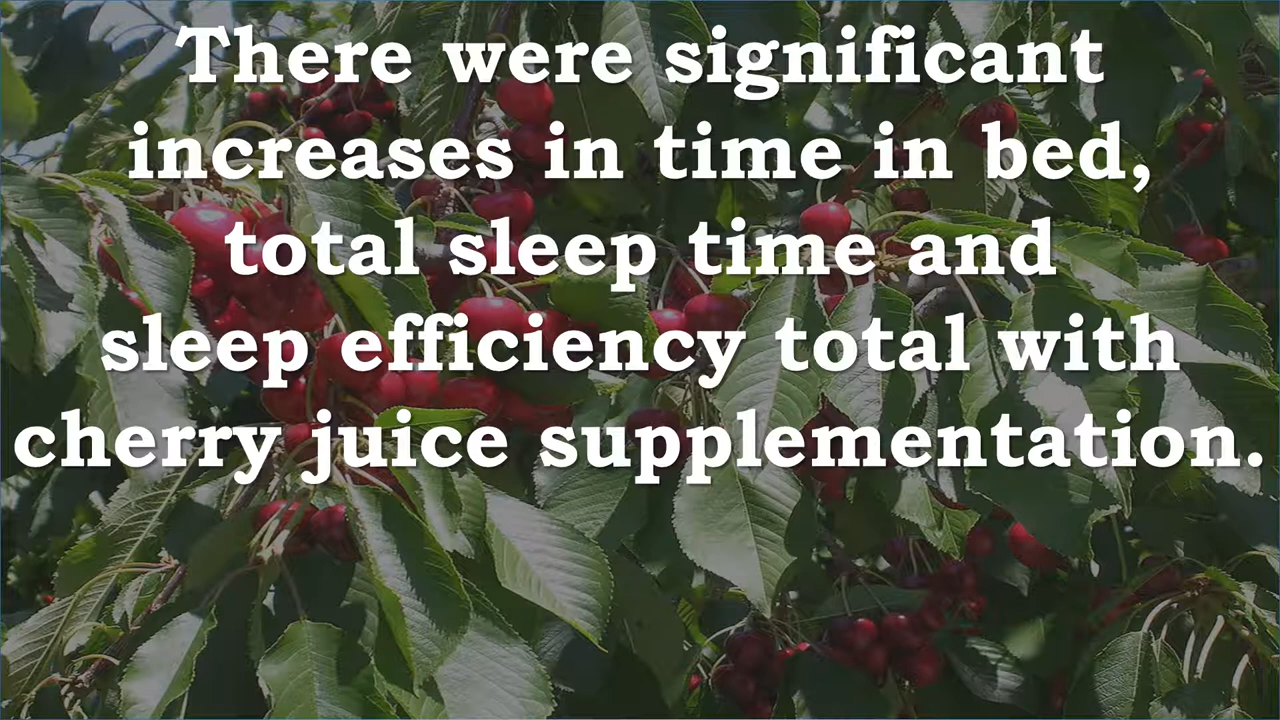 There were significant
increases in time in bed,
total sleep time and
sleep efficiency total with
cherry juice supplementation.